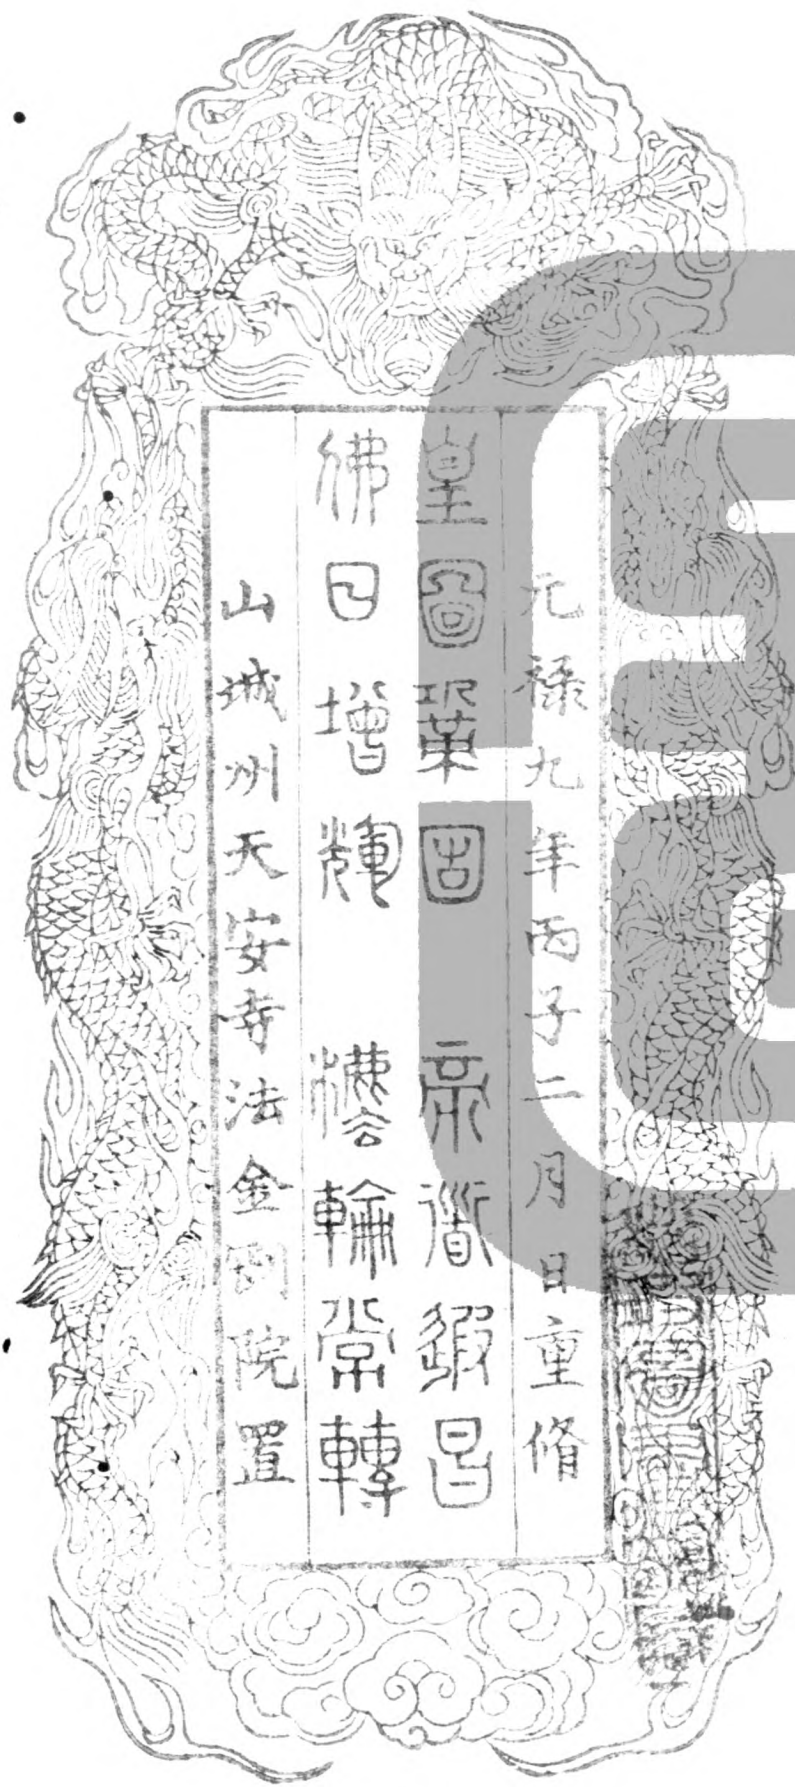 元禄九年丙子二月日重脩
皇圖鞏固 帝道遐昌
佛日增輝 法輪常轉
山城州天安寺法金剛院置